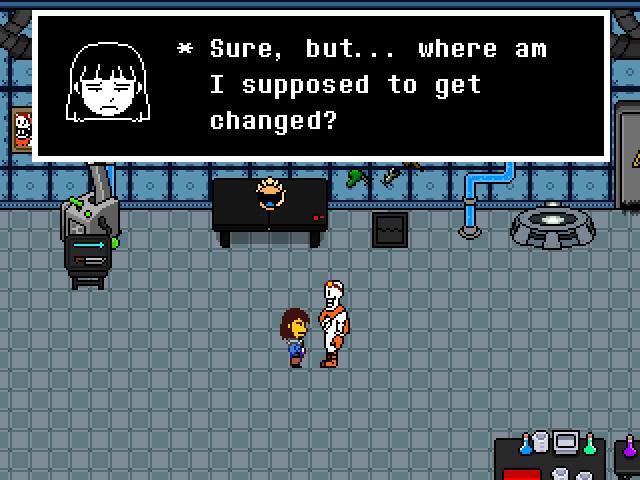 * Sure, but... where am
I supposed to get
changed?